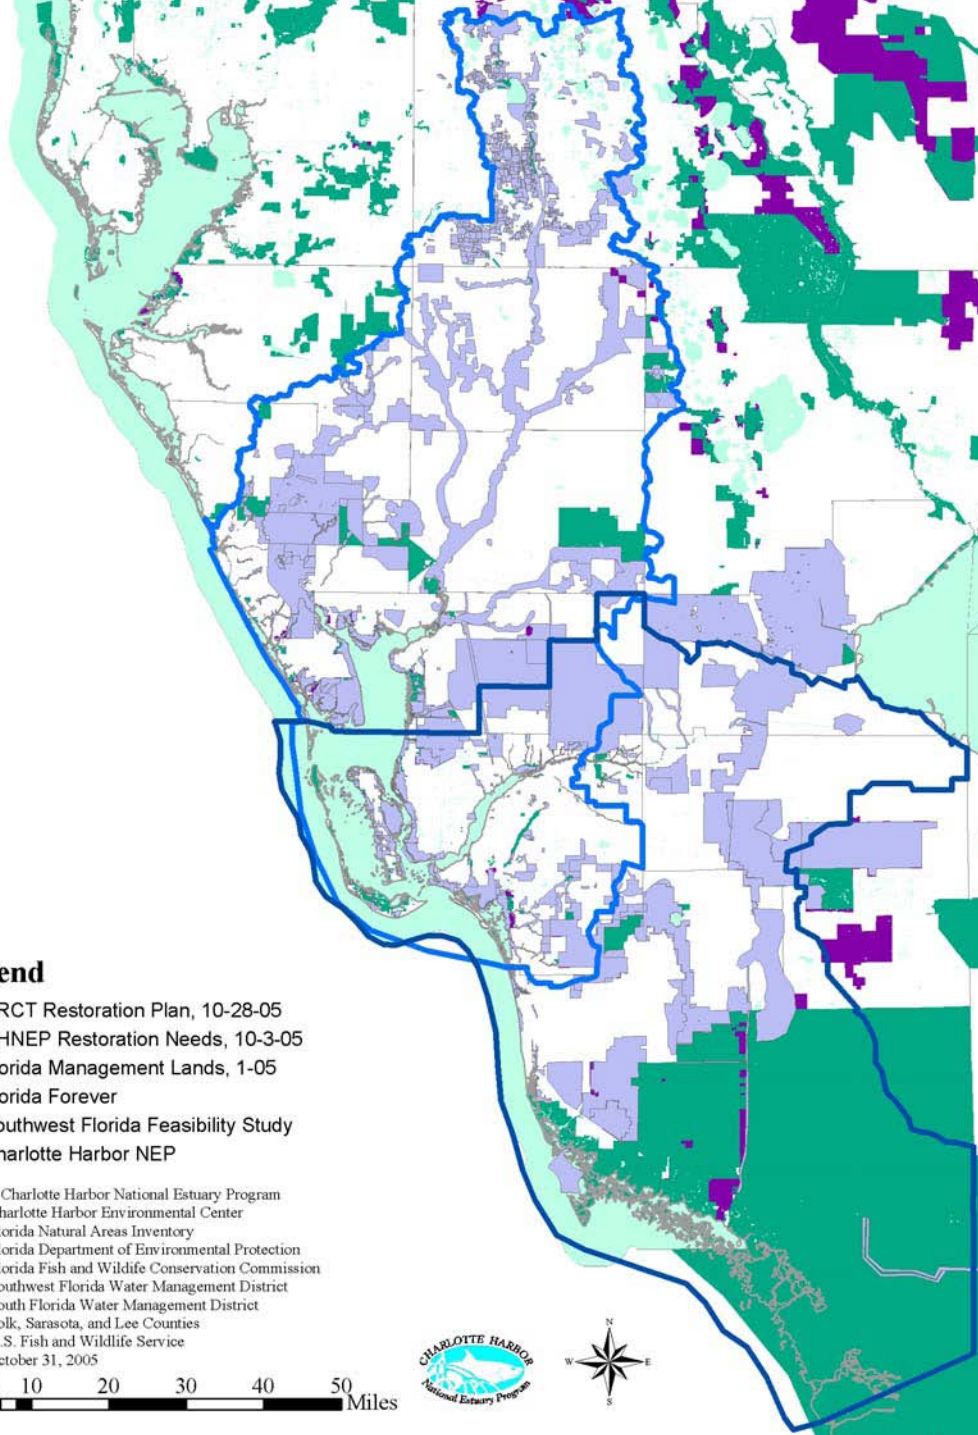 end
RCT Restoration Plan, 10-28-05
HNEP Restoration Needs, 10-3-05
orida Management Lands, 1-05
orida Forever
outhwest Florida Feasibility Study
harlotte Harbor NEP
Charlotte Harbor National Estuary Program
harlotte Harbor Environmental Center
lorida Natural Areas Inventory
lorida Department of Environmental Protection
lorida Fish and Wildlife Conservation Commission
outhwest Florida Water Management District
outh Florida Water Management District
olk, Sarasota, and Lee Counties
.S. Fish and Wildlife Service
ctober 31, 2005
10 20 30 40 50
Miles
CHARLOTTE HARBOR
National Estuary Program
N
W E
S